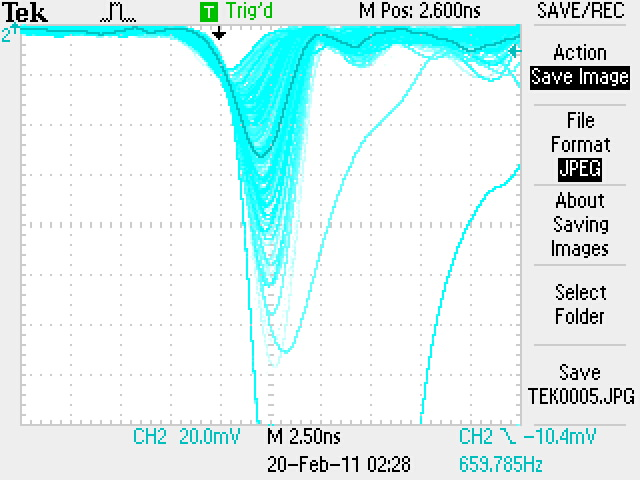 Tek T Trig'd M Pos: 2.600ns SAVE/REC
2
Action
Save Image
File
Format
JPEG
About
Saving
Images
Select
Folder
Save
TEK0005.JPG
CH2 20.0mV M 2.50ns CH2 -10.4mV
20-Feb-11 02:28 659.785Hz